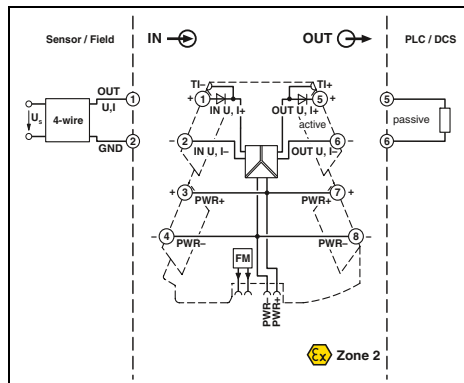 Sensor / Field
IN
OUT
PLC / DCS
TI–
TI+
OUT
U,I
1
+ 1
IN U, I+
OUT U, I+
5 +
5
Us
4-wire
active
passive
2
GND
– 2
IN U, I–
OUT U, I–
6 –
6
+ 3
PWR+
7 +
PWR+
– 4
PWR–
8 –
PWR–
FM
PWR–
PWR+
Ex Zone 2